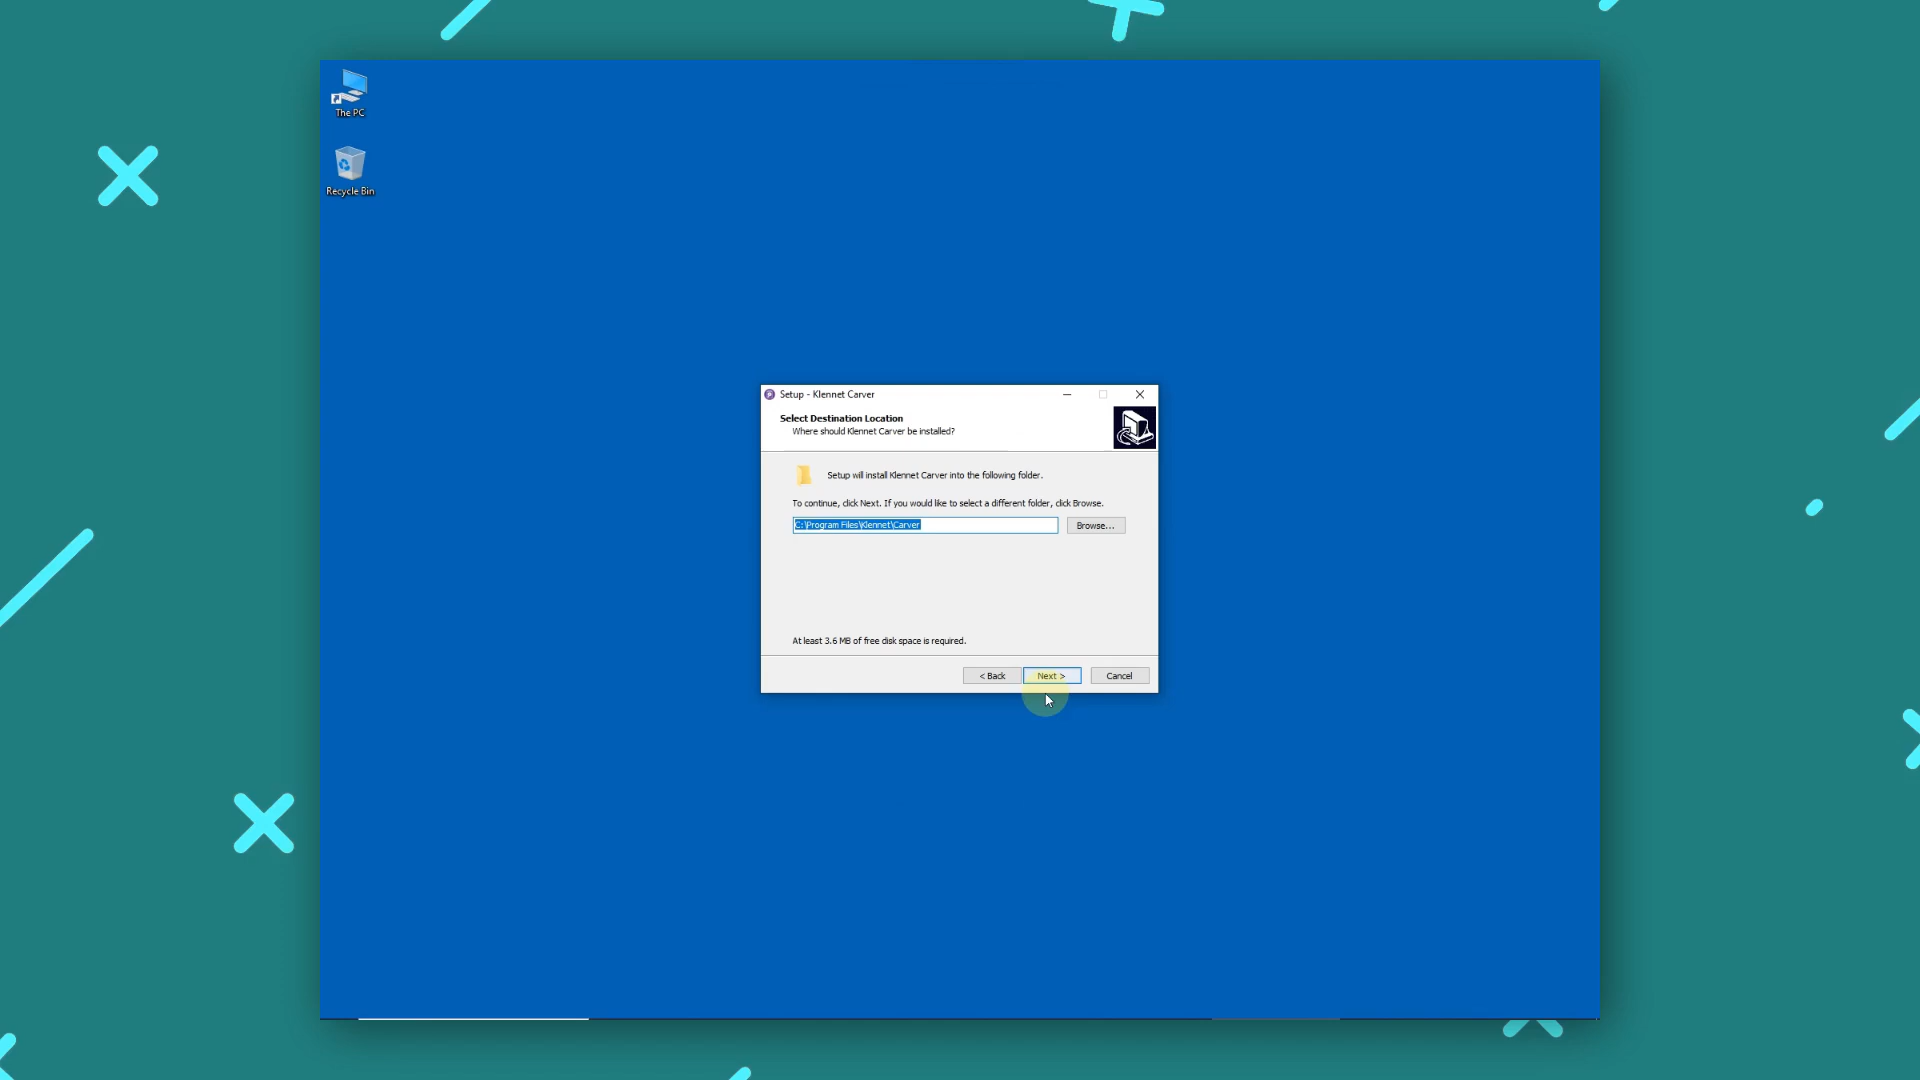 The PC
Recycle Bin
Setup - Klennet Carver
Select Destination Location
Where should Klennet Carver be installed?
Setup will install Klennet Carver into the following folder.
To continue, click Next. If you would like to select a different folder, click Browse.
C:\Program Files\Klennet\Carver
Browse...
At least 3.6 MB of free disk space is required.
< Back
Next >
Cancel